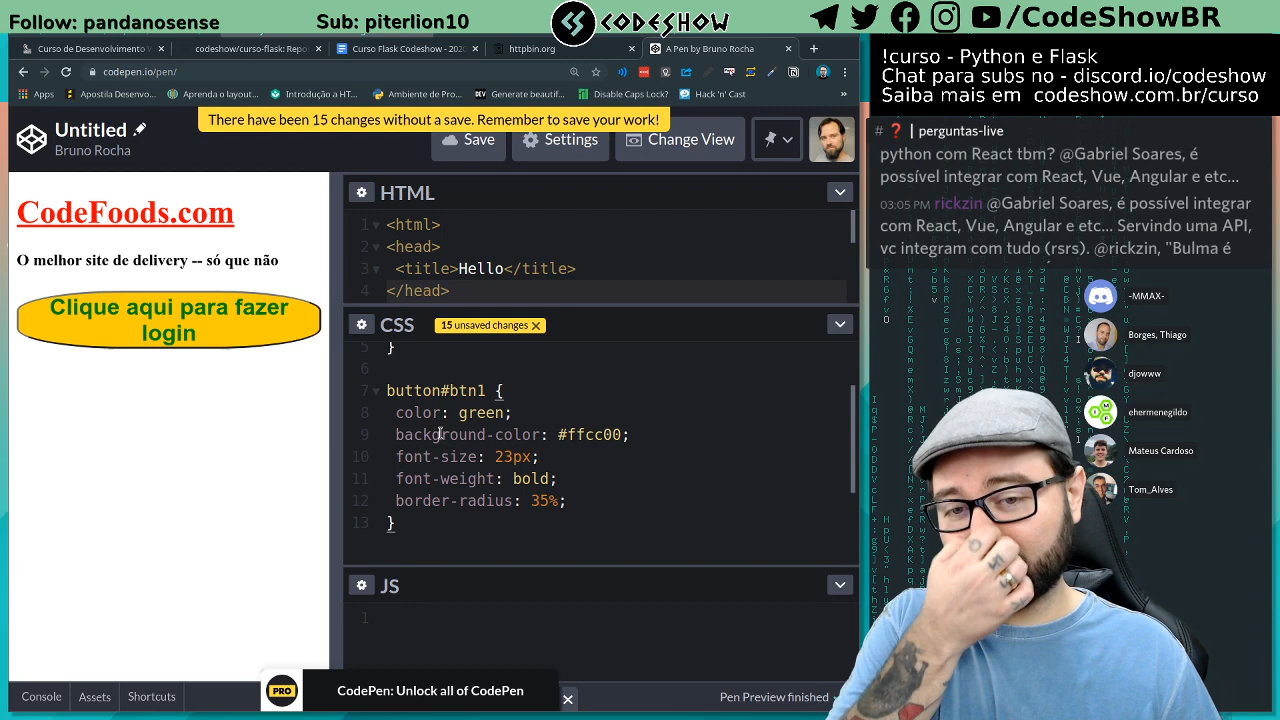 Follow: pandanosense
Sub: piterlion10
CODESHOW
/CodeShowBR
Curso de Desenvolvimento V
codeshow/curso-flask: Repo
Curso Flask Codeshow - 202
httpbin.org
A Pen by Bruno Rocha
codepen.io/pen/
Apps
Apostila Desenvo...
Aprenda o layout...
Introdução a HT...
Ambiente de Pro...
Generate beautif...
Disable Caps Lock?
Hack 'n' Cast
There have been 15 changes without a save. Remember to save your work!
Untitled
Bruno Rocha
Save
Settings
Change View
CodeFoods.com
O melhor site de delivery -- só que não
Clique aqui para fazer
login
HTML
1 <html>
2 <head>
3 <title>Hello</title>
4 </head>
CSS
15 unsaved changes
5 }
6
7 button#btn1 {
8 color: green;
9 background-color: #ffcc00;
10 font-size: 23px;
11 font-weight: bold;
12 border-radius: 35%;
13 }
JS
1
Console
Assets
Shortcuts
PRO
CodePen: Unlock all of CodePen
Pen Preview finished
!curso - Python e Flask
Chat para subs no - discord.io/codeshow
Saiba mais em codeshow.com.br/curso
# ❓ | perguntas-live
python com React tbm? @Gabriel Soares, é
possível integrar com React, Vue, Angular e etc...
03:05 PM rickzin @Gabriel Soares, é possível integrar
com React, Vue, Angular e etc... Servindo uma API,
vc integram com tudo (rsrs). @rickzin, "Bulma é
-MMAX-
Borges, Thiago
djowww
ehermenegildo
Mateus Cardoso
Tom_Alves